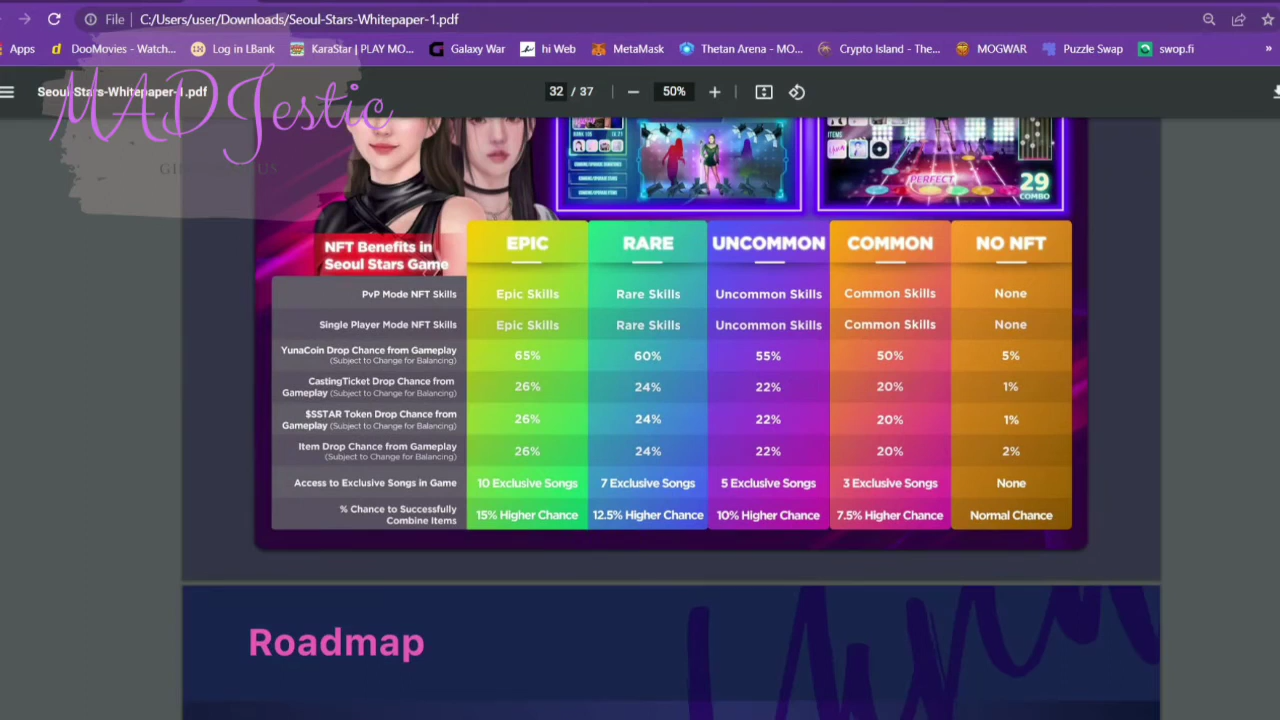 File C:/Users/user/Downloads/Seoul-Stars-Whitepaper-1.pdf
Apps DooMovies - Watch... Log in LBank KaraStar | PLAY MO... Galaxy War hi Web MetaMask Thetan Arena - MO... Crypto Island - The... MOGWAR Puzzle Swap swop.fi »
Seoul-Stars-Whitepaper-1.pdf 32 / 37 50%
MADJestic
ITEMS
PERFECT
29
COMBO
NFT Benefits in
Seoul Stars Game
EPIC RARE UNCOMMON COMMON NO NFT
PvP Mode NFT Skills Epic Skills Rare Skills Uncommon Skills Common Skills None
Single Player Mode NFT Skills Epic Skills Rare Skills Uncommon Skills Common Skills None
YunaCoin Drop Chance from Gameplay
(Subject to Change for Balancing) 65% 60% 55% 50% 5%
CastingTicket Drop Chance from
Gameplay (Subject to Change for Balancing) 26% 24% 22% 20% 1%
$SSTAR Token Drop Chance from
Gameplay (Subject to Change for Balancing) 26% 24% 22% 20% 1%
Item Drop Chance from Gameplay
(Subject to Change for Balancing) 26% 24% 22% 20% 2%
Access to Exclusive Songs in Game 10 Exclusive Songs 7 Exclusive Songs 5 Exclusive Songs 3 Exclusive Songs None
% Chance to Successfully
Combine Items 15% Higher Chance 12.5% Higher Chance 10% Higher Chance 7.5% Higher Chance Normal Chance
Roadmap